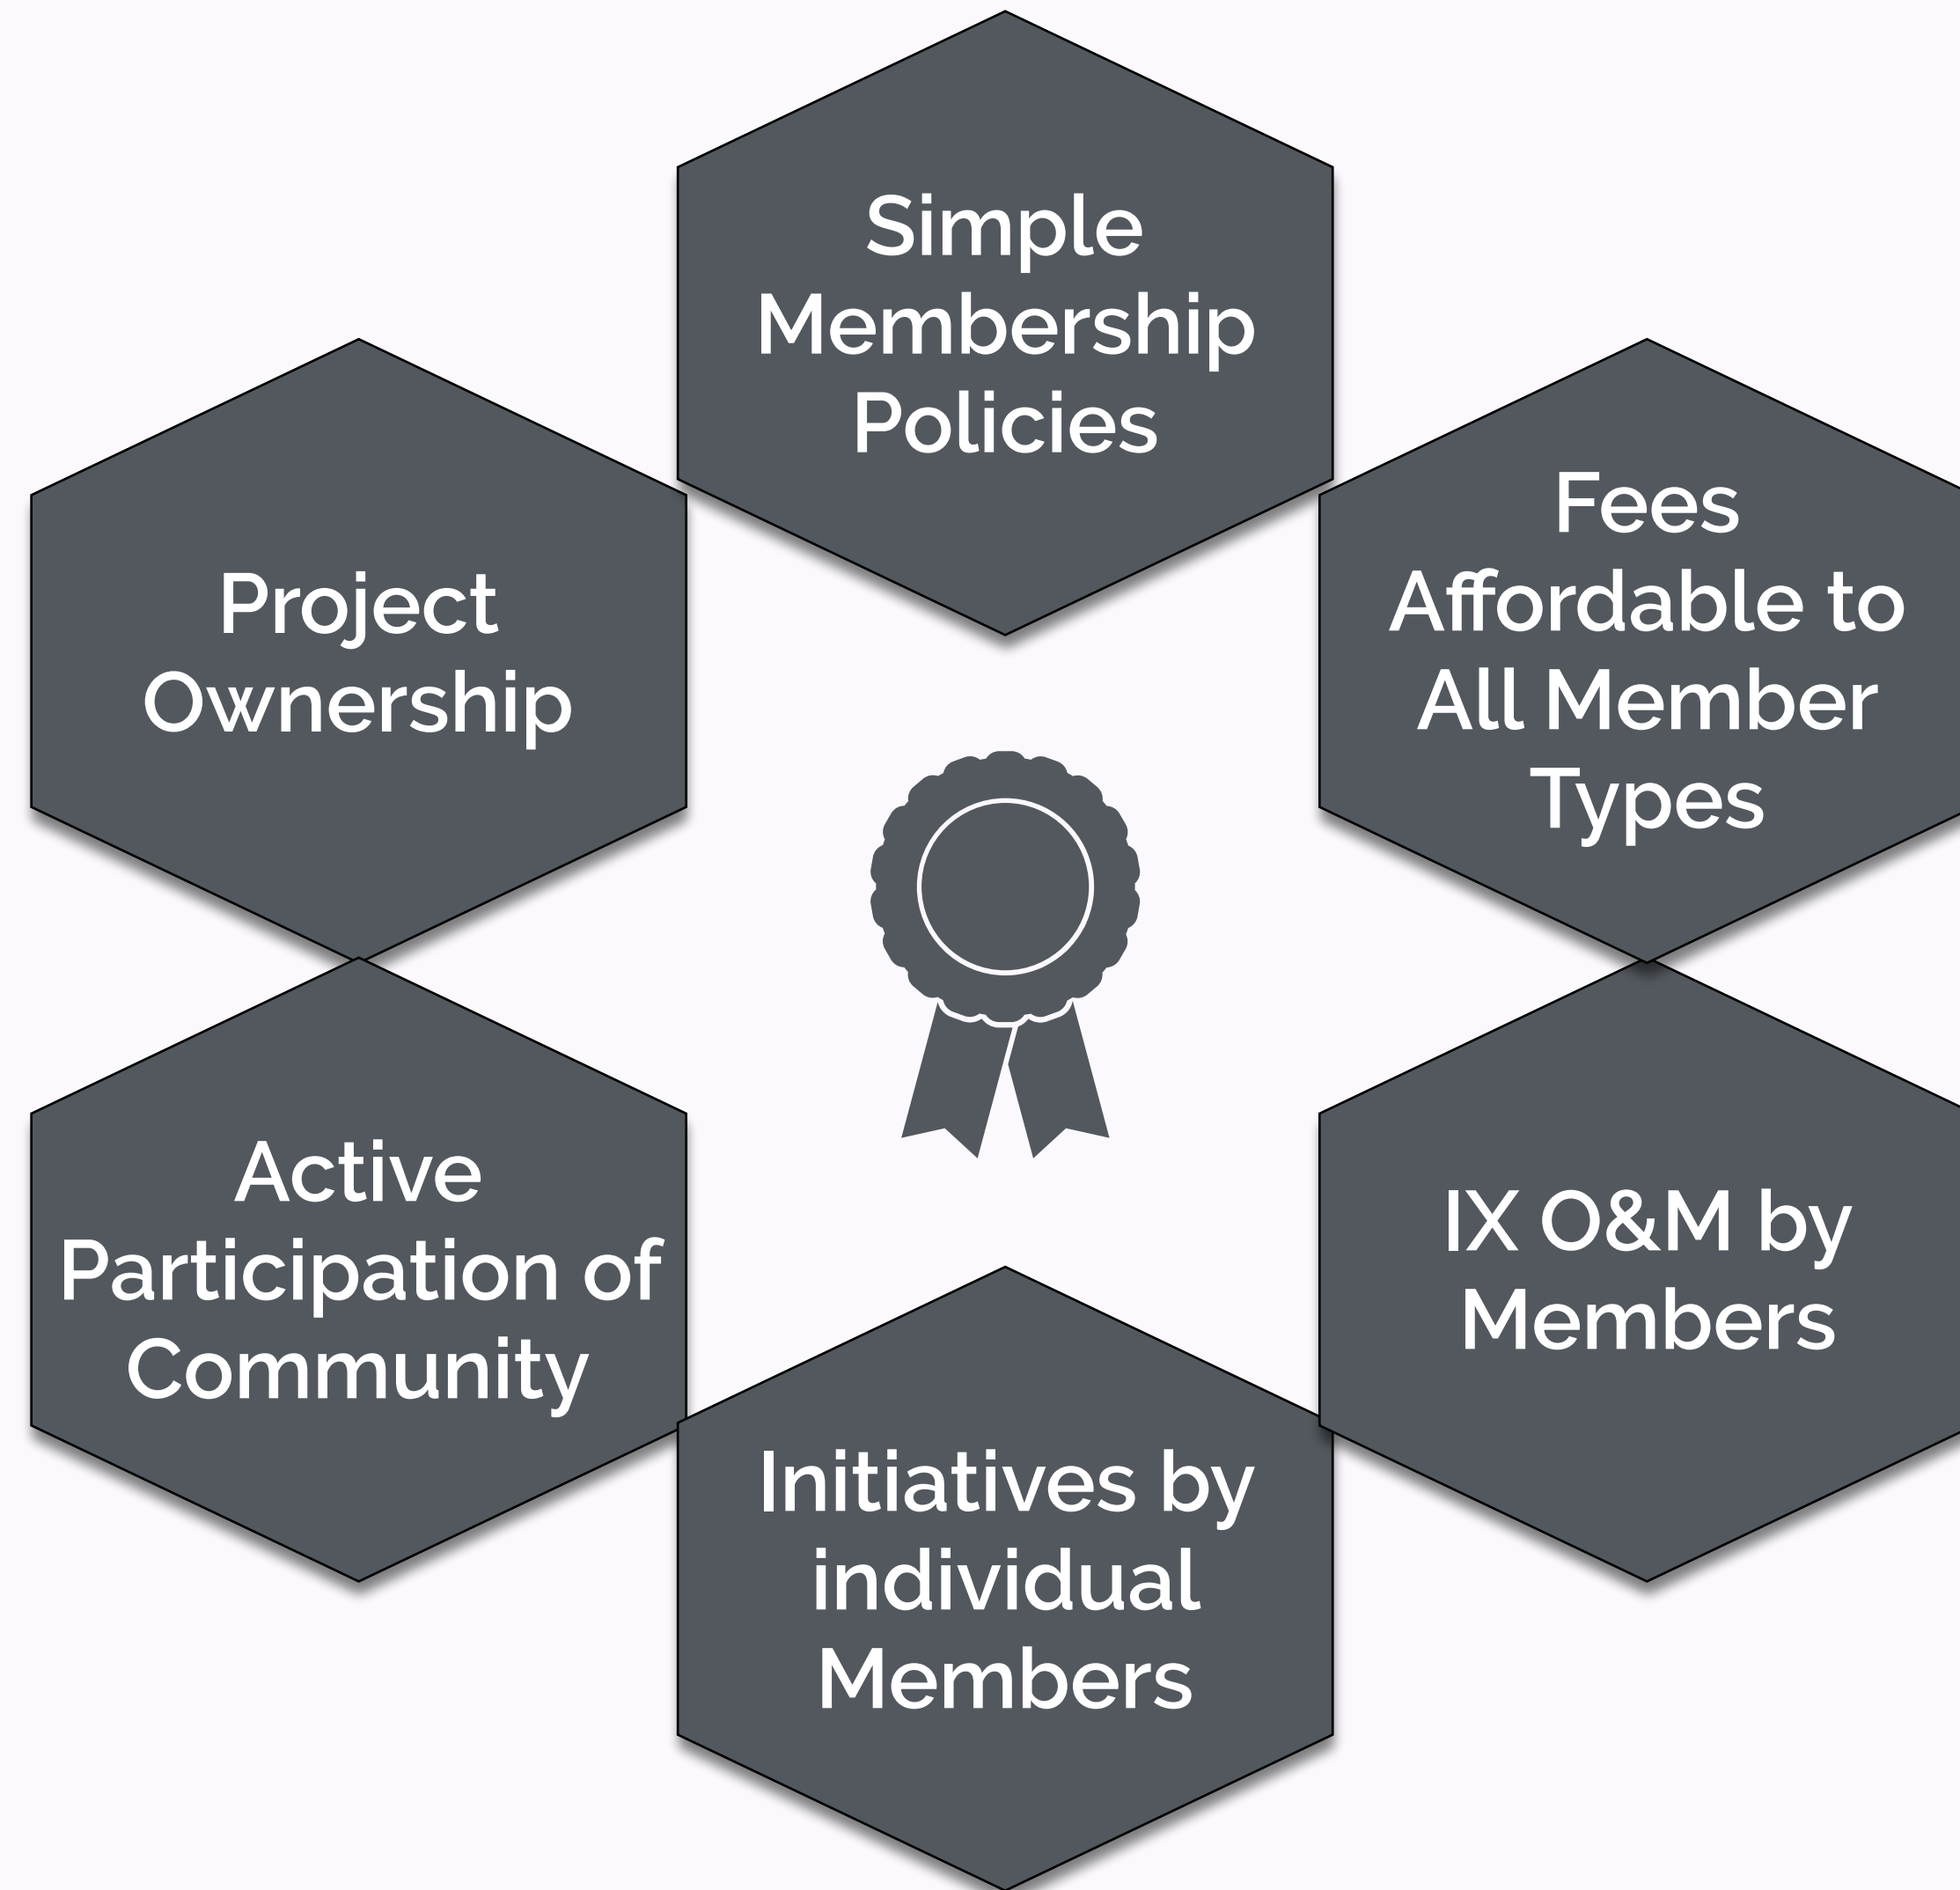 Simple
Membership
Policies
Fees
Affordable to
All Member
Types
IX O&M by
Members
Initiatives by
individual
Members
Active
Participation of
Community
Project
Ownership